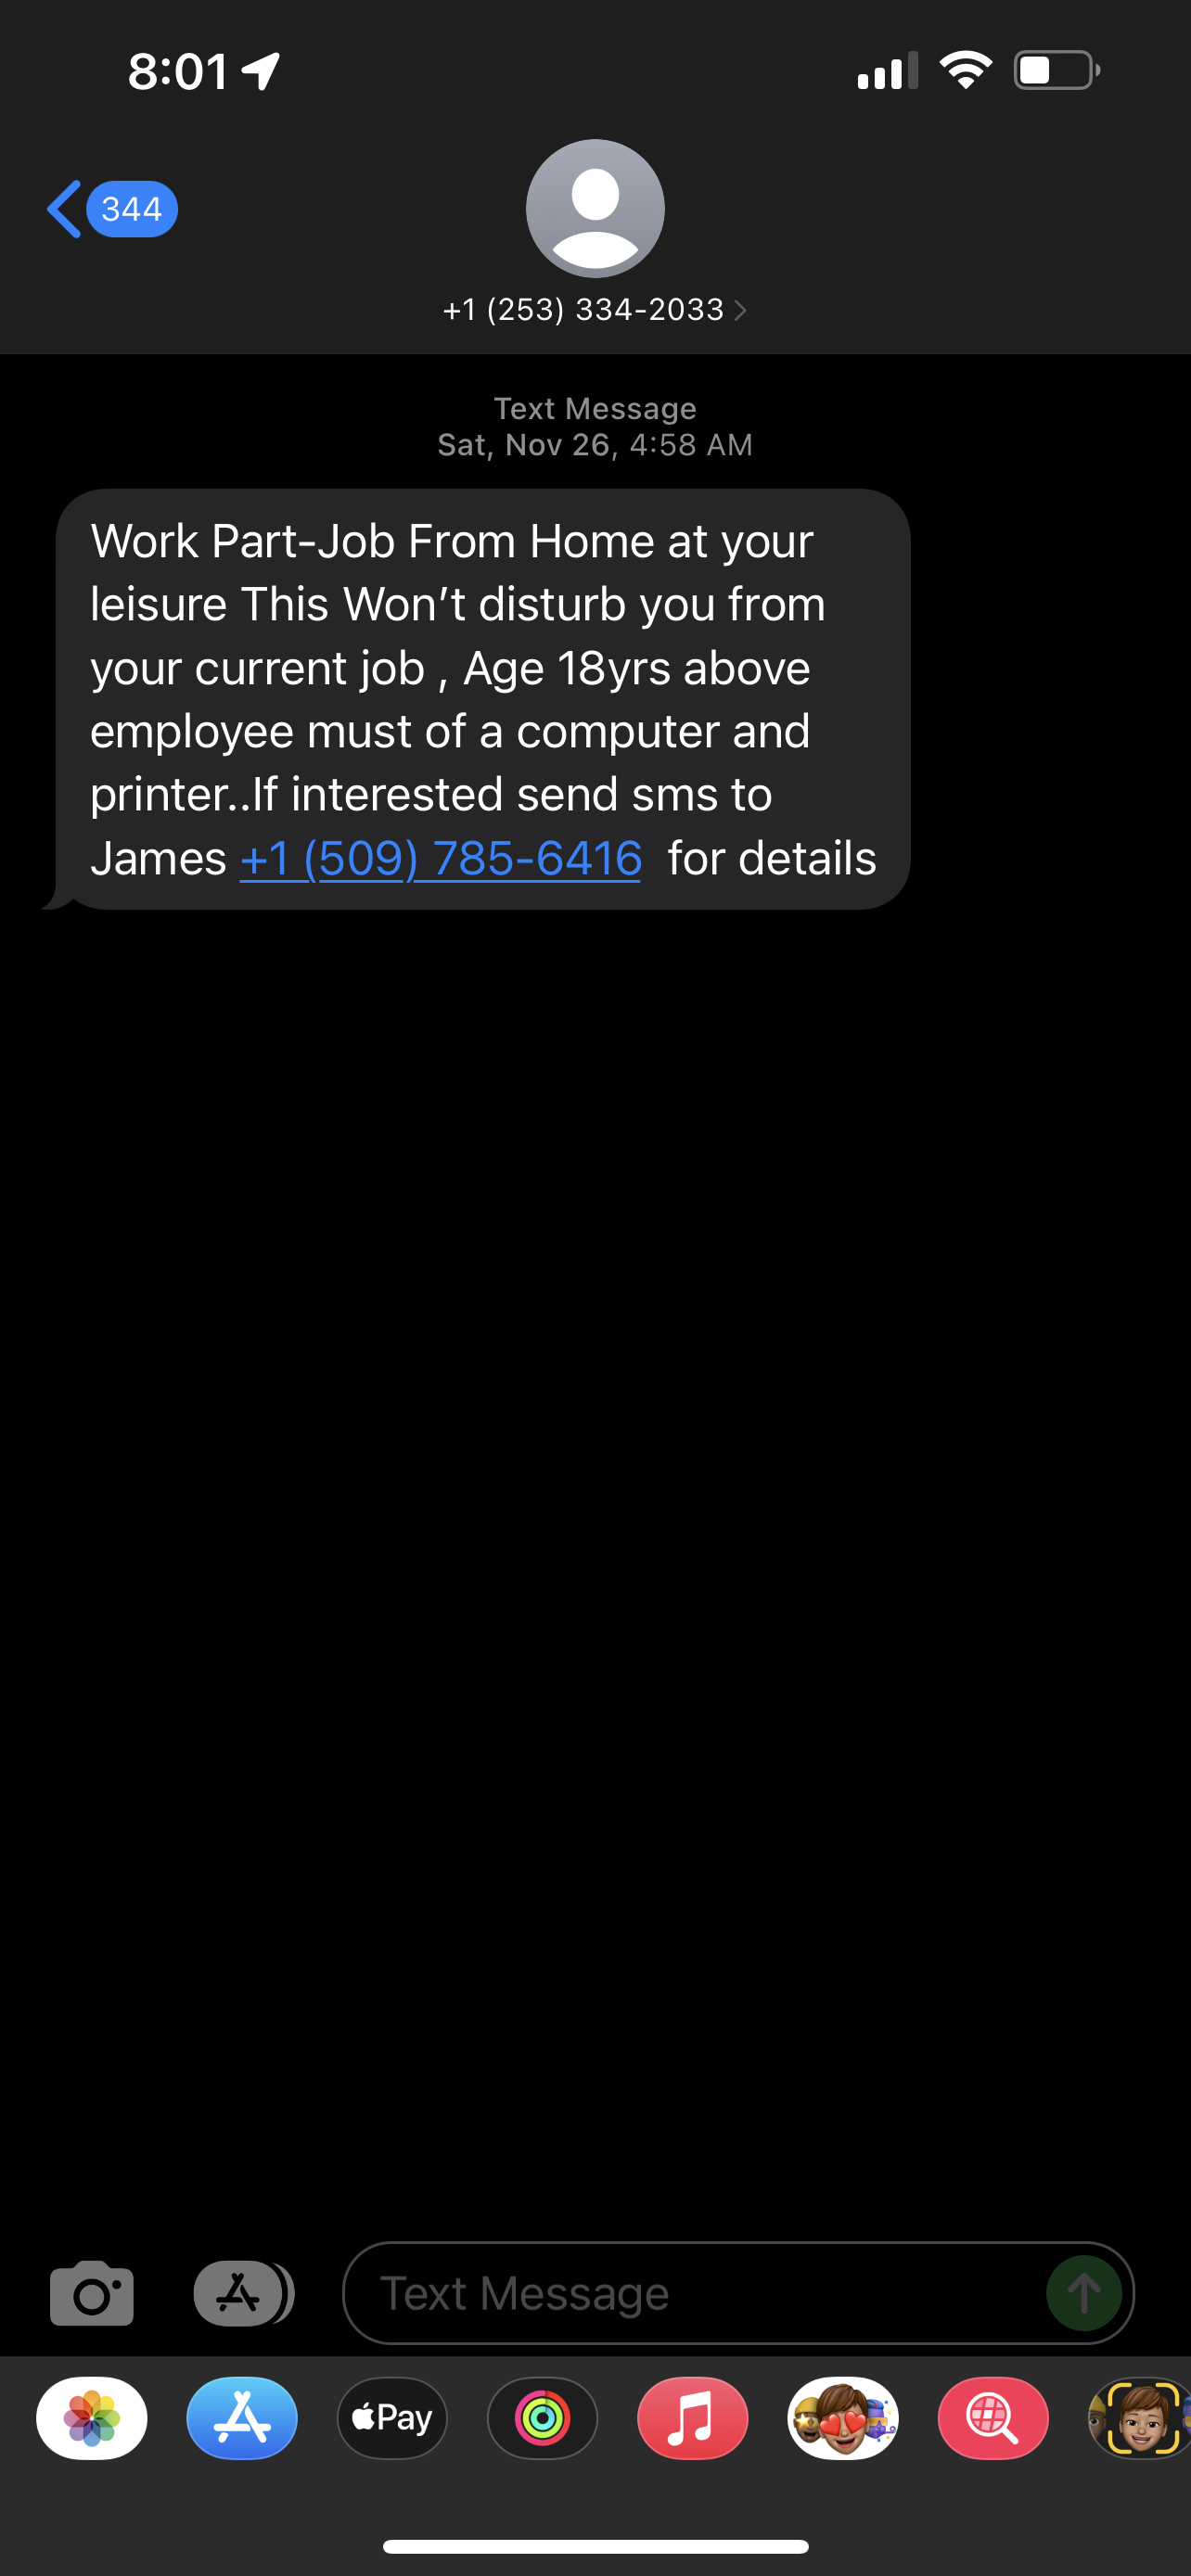 8:01
344
+1 (253) 334-2033
Text Message
Sat, Nov 26, 4:58 AM
Work Part-Job From Home at your
leisure This Won’t disturb you from
your current job , Age 18yrs above
employee must of a computer and
printer..If interested send sms to
James +1 (509) 785-6416  for details
Text Message
Pay